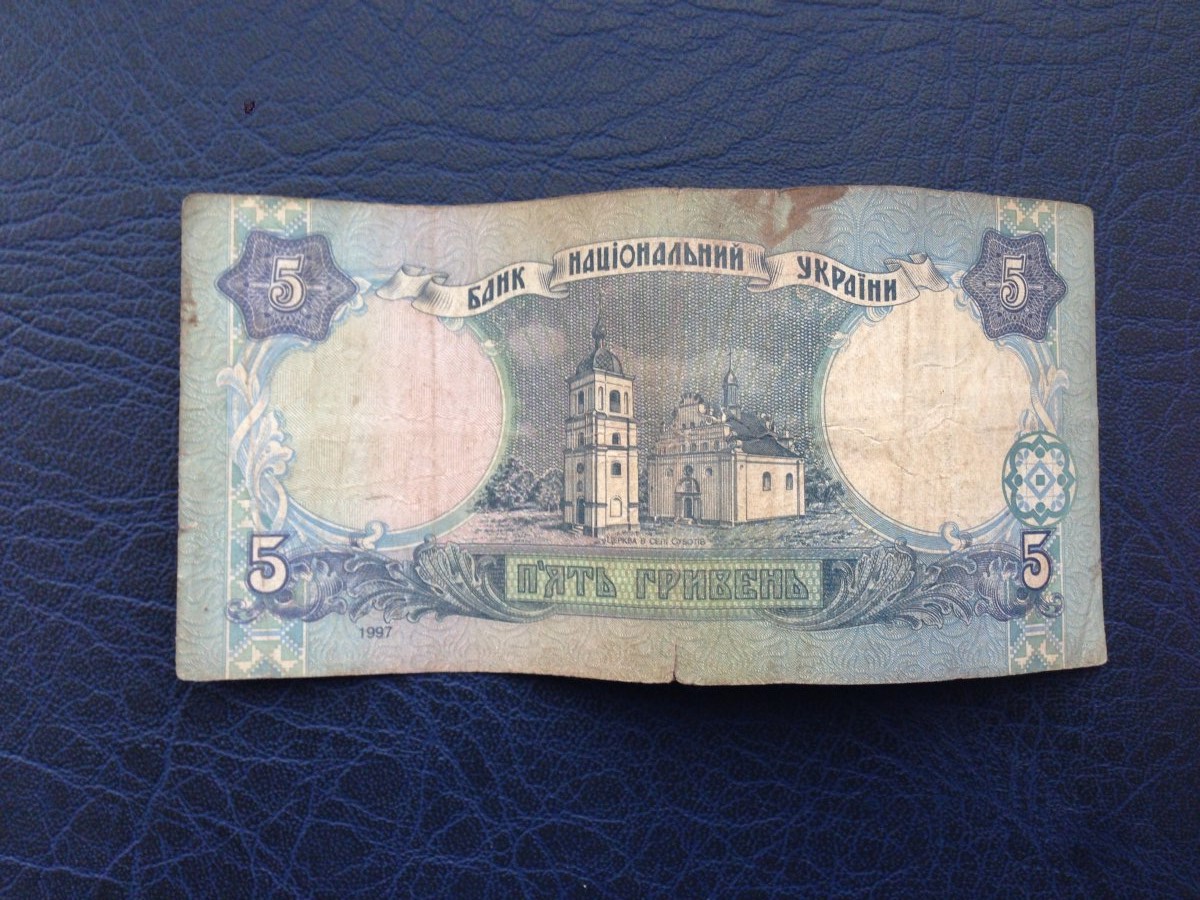 5 5
БАНК НАЦІОНАЛЬНИЙ УКРАЇНИ
ЦЕРКВА В СЕЛІ СУБОТІВ
5 5
П'ЯТЬ ГРИВЕНЬ
1997